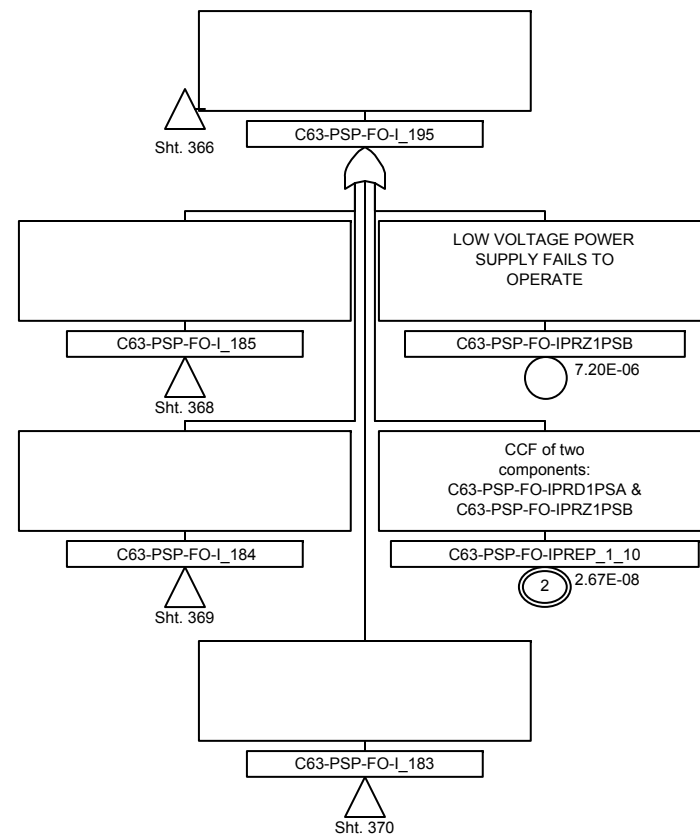 C63-PSP-FO-I_195
Sht. 366
LOW VOLTAGE POWER
SUPPLY FAILS TO
OPERATE
C63-PSP-FO-I_185
C63-PSP-FO-IPRZ1PSB
7.20E-06
Sht. 368
CCF of two
components:
C63-PSP-FO-IPRD1PSA &
C63-PSP-FO-IPRZ1PSB
C63-PSP-FO-I_184
C63-PSP-FO-IPREP_1_10
2
2.67E-08
Sht. 369
C63-PSP-FO-I_183
Sht. 370